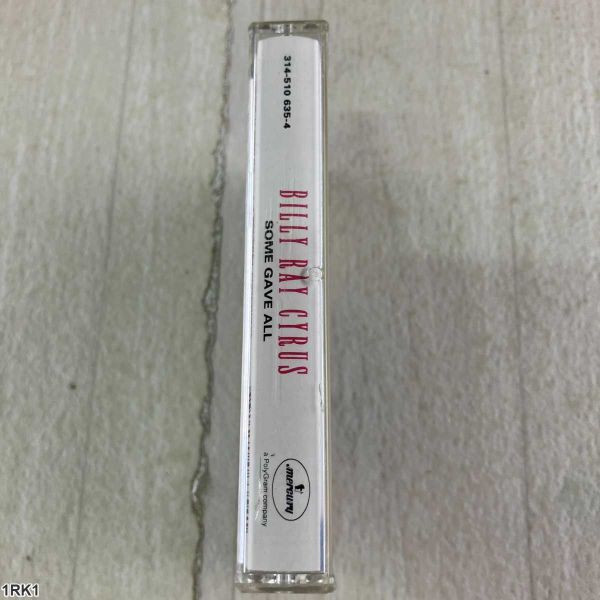 314-510 635-4
BILLY RAY CYRUS
SOME GAVE ALL
mercury
a PolyGram company
1RK1